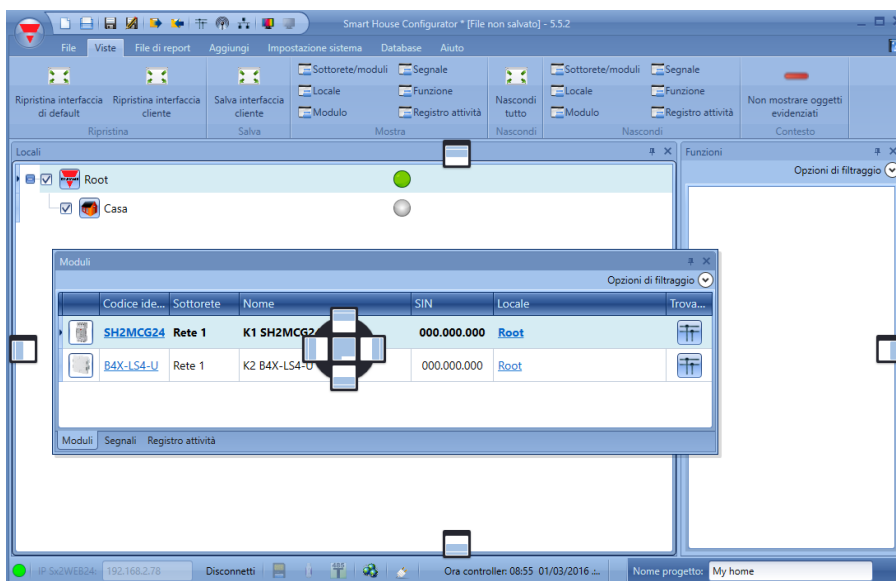 Smart House Configurator * [File non salvato] - 5.5.2
File Viste File di report Aggiungi Impostazione sistema Database Aiuto
Ripristina interfaccia di default
Ripristina interfaccia cliente
Salva interfaccia cliente
Sottorete/moduli Segnale
Locale Funzione
Modulo Registro attività
Nascondi tutto
Sottorete/moduli Segnale
Locale Funzione
Modulo Registro attività
Non mostrare oggetti evidenziati
Ripristina Salva Mostra Nascondi Nascondi Contesto
Locali
Funzioni
Opzioni di filtraggio
Root
Casa
Moduli
Opzioni di filtraggio
Codice ide... Sottorete Nome SIN Locale Trova...
SH2MCG24 Rete 1 K1 SH2MCG24 000.000.000 Root
B4X-LS4-U Rete 1 K2 B4X-LS4-U 000.000.000 Root
Moduli Segnali Registro attività
IP Sx2WEB24: 192.168.2.78 Disconnetti Ora controller: 08:55 01/03/2016 .:. Nome progetto: My home